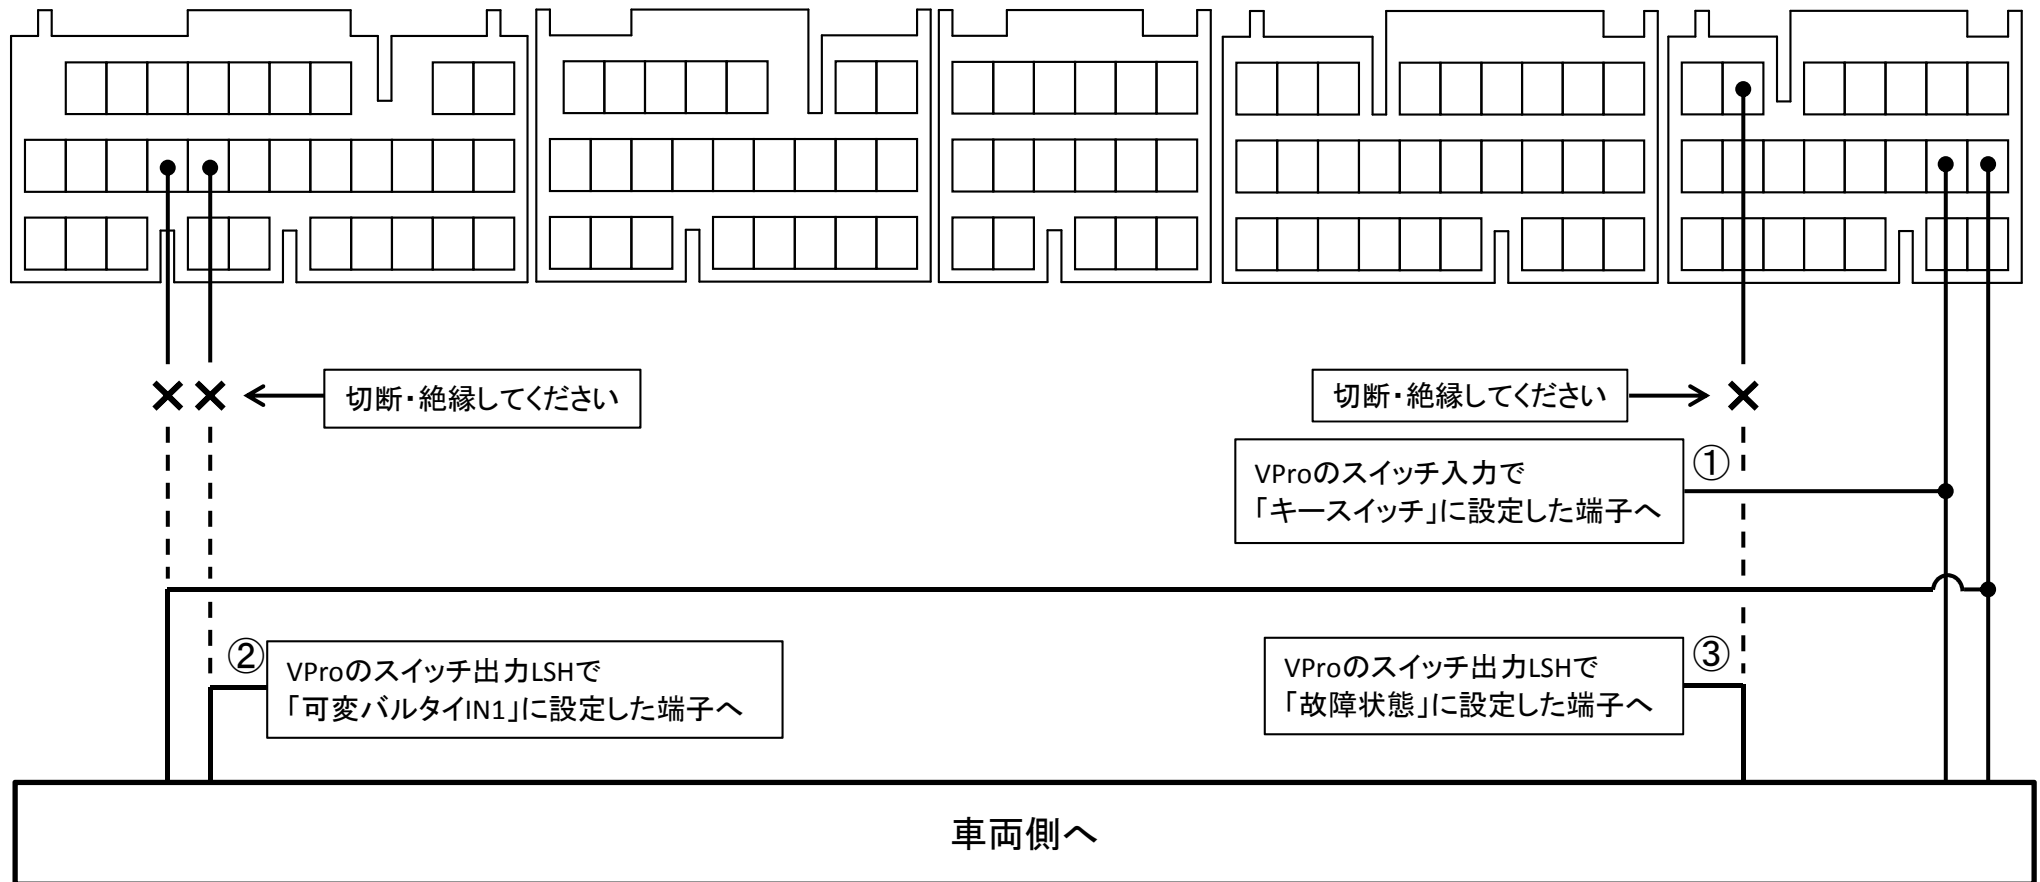 切断・絶縁してください
切断・絶縁してください
①
VProのスイッチ入力で
「キースイッチ」に設定した端子へ
②
VProのスイッチ出力LSHで
「可変バルタイIN1」に設定した端子へ
③
VProのスイッチ出力LSHで
「故障状態」に設定した端子へ
車両側へ